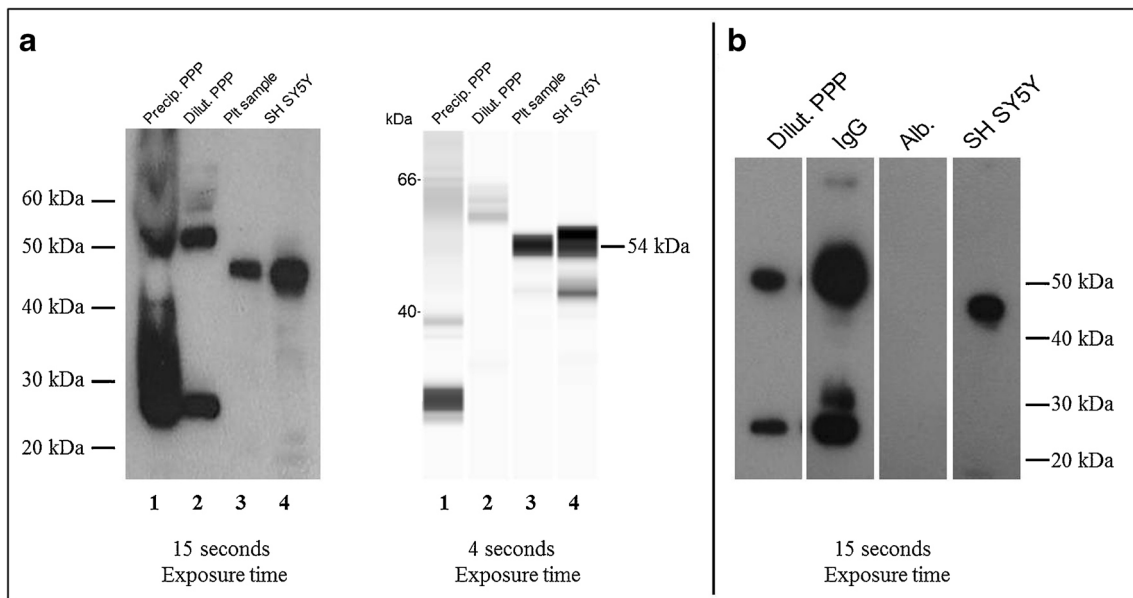 a
Precip. PPP
Dilut. PPP
Plt sample
SH SY5Y
60 kDa
50 kDa
40 kDa
30 kDa
20 kDa
1 2 3 4
15 seconds
Exposure time
Precip. PPP
Dilut. PPP
Plt sample
SH SY5Y
kDa
66-
54 kDa
40-
1 2 3 4
4 seconds
Exposure time
b
Dilut. PPP
IgG
Alb.
SH SY5Y
50 kDa
40 kDa
30 kDa
20 kDa
15 seconds
Exposure time